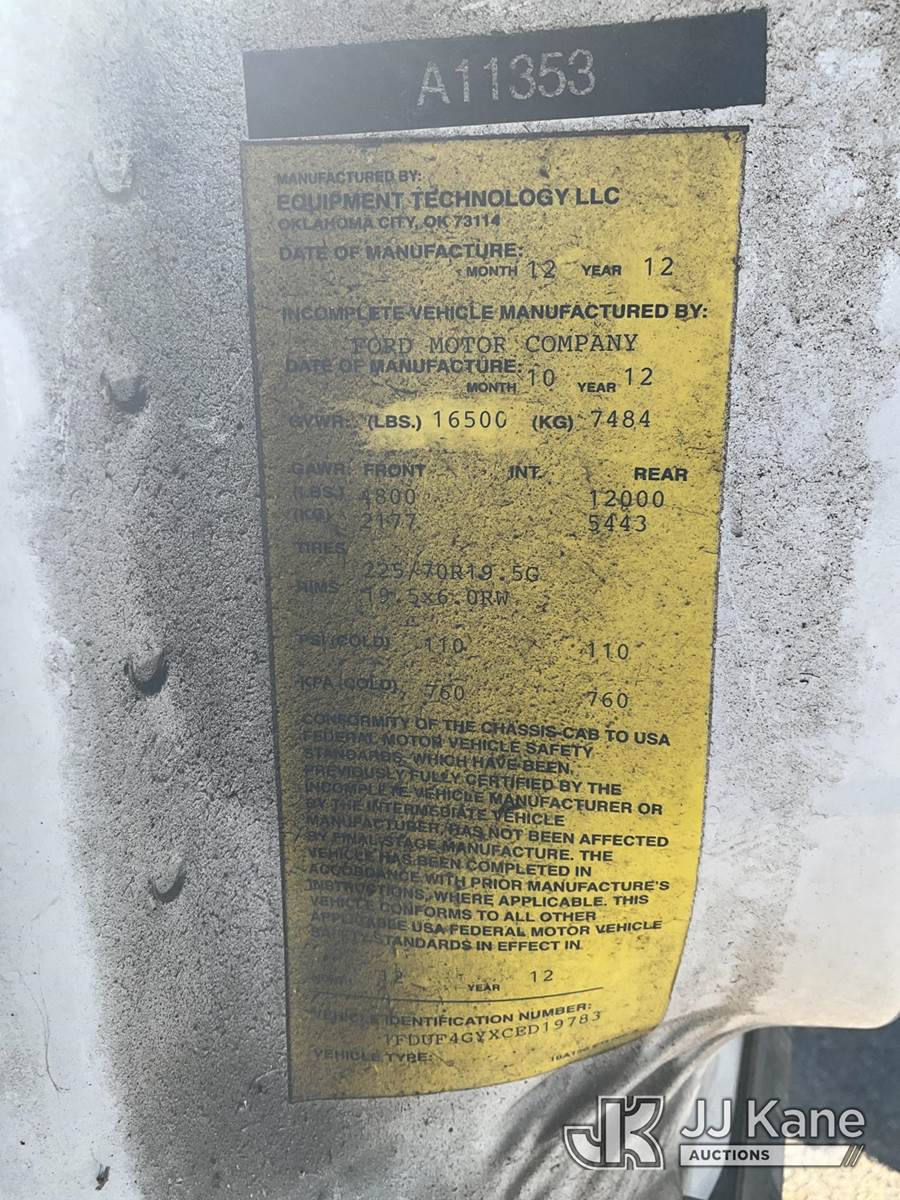 A11353
MANUFACTURED BY:
EQUIPMENT TECHNOLOGY LLC
OKLAHOMA CITY, OK 73114
DATE OF MANUFACTURE:
MONTH 12 YEAR 12
INCOMPLETE VEHICLE MANUFACTURED BY:
FORD MOTOR COMPANY
DATE OF MANUFACTURE:
MONTH 10 YEAR 12
GVWR: (LBS.) 16500 (KG) 7484
GAWR: FRONT INT. REAR
(LBS.) 4800 12000
(KG) 2177 5443
TIRES
225/70R19.5G
RIMS 19.5x6.0RW
PSI (COLD) 110 110
KPA (COLD) 760 760
CONFORMITY OF THE CHASSIS-CAB TO USA
FEDERAL MOTOR VEHICLE SAFETY
STANDARDS, WHICH HAVE BEEN,
PREVIOUSLY FULLY CERTIFIED BY THE
INCOMPLETE VEHICLE MANUFACTURER OR
BY THE INTERMEDIATE VEHICLE
MANUFACTURER, HAS NOT BEEN AFFECTED
BY FINAL STAGE MANUFACTURE. THE
VEHICLE HAS BEEN COMPLETED IN
ACCORDANCE WITH PRIOR MANUFACTURE'S
INSTRUCTIONS, WHERE APPLICABLE. THIS
VEHICLE CONFORMS TO ALL OTHER
APPLICABLE USA FEDERAL MOTOR VEHICLE
SAFETY STANDARDS IN EFFECT IN
12 YEAR 12
VEHICLE IDENTIFICATION NUMBER:
1FDUF4GYXCED19783
VEHICLE TYPE:
JK JJ Kane
AUCTIONS